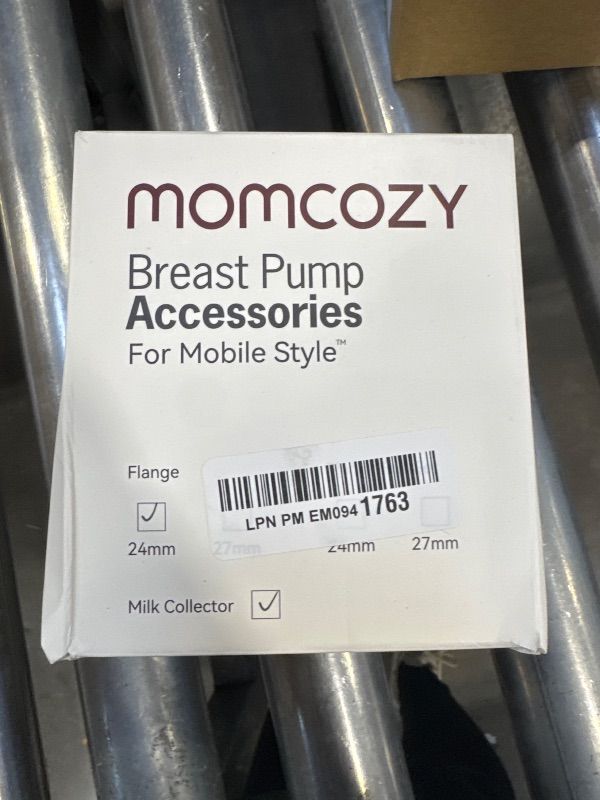 momcozy
Breast Pump
Accessories
For Mobile Style™
Flange
LPN PM EM0941763
24mm 27mm 24mm 27mm
Milk Collector